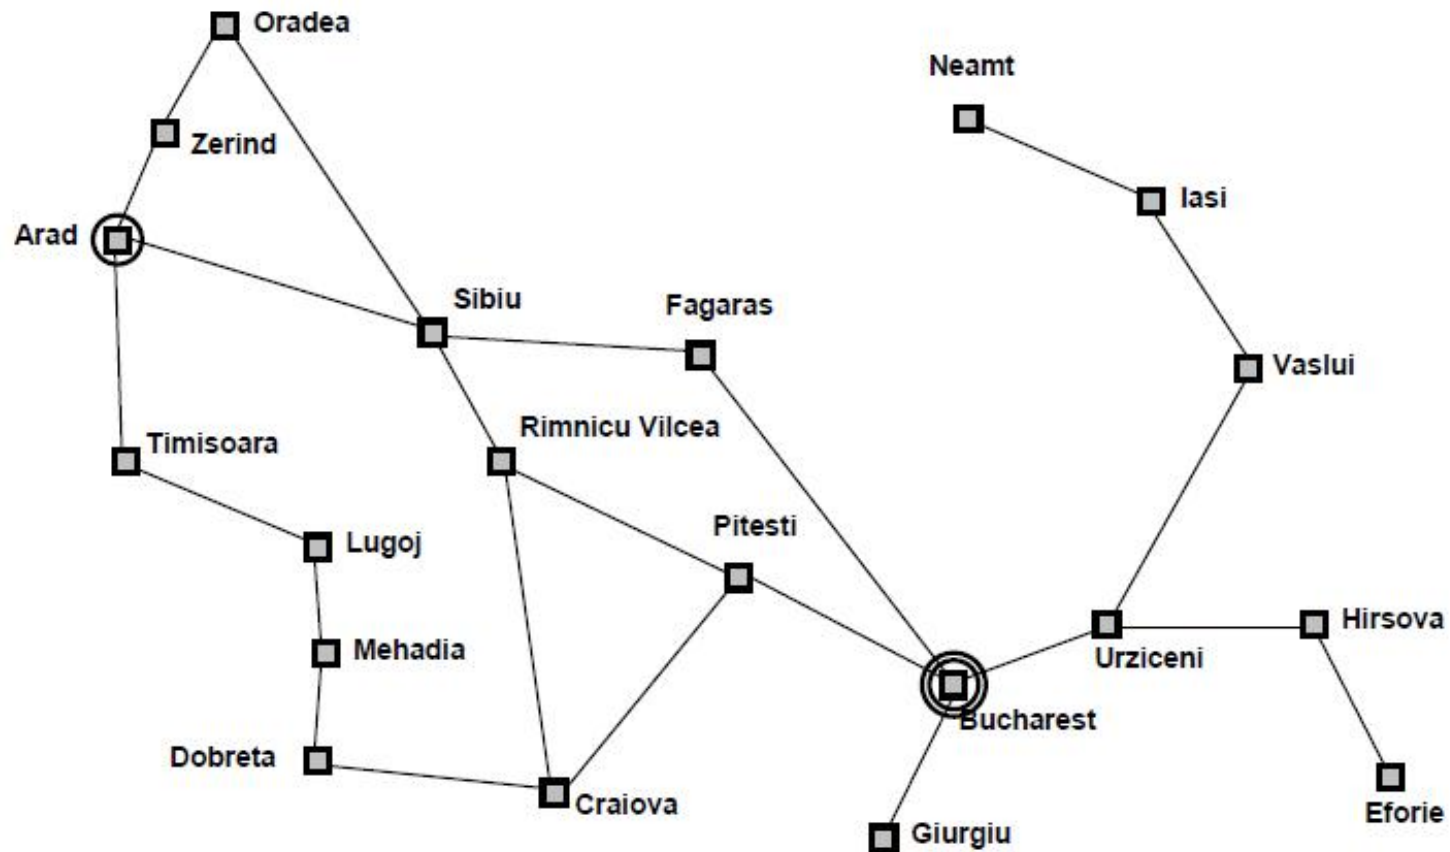 Oradea
Neamt
Zerind
Iasi
Arad
Sibiu
Fagaras
Vaslui
Timisoara
Rimnicu Vilcea
Pitesti
Lugoj
Hirsova
Mehadia
Urziceni
Bucharest
Dobreta
Craiova
Giurgiu
Eforie